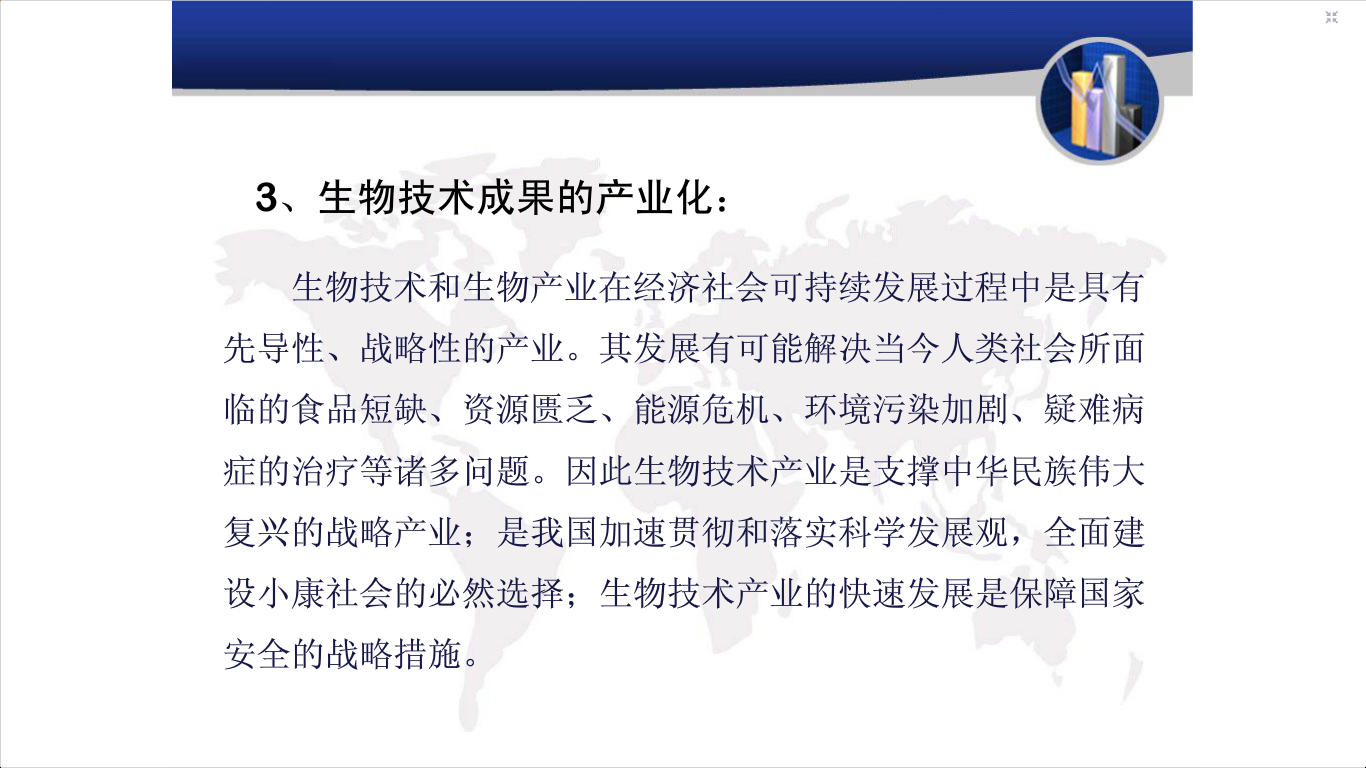 3、生物技术成果的产业化：
生物技术和生物产业在经济社会可持续发展过程中是具有
先导性、战略性的产业。其发展有可能解决当今人类社会所面
临的食品短缺、资源匮乏、能源危机、环境污染加剧、疑难病
症的治疗等诸多问题。因此生物技术产业是支撑中华民族伟大
复兴的战略产业；是我国加速贯彻和落实科学发展观，全面建
设小康社会的必然选择；生物技术产业的快速发展是保障国家
安全的战略措施。